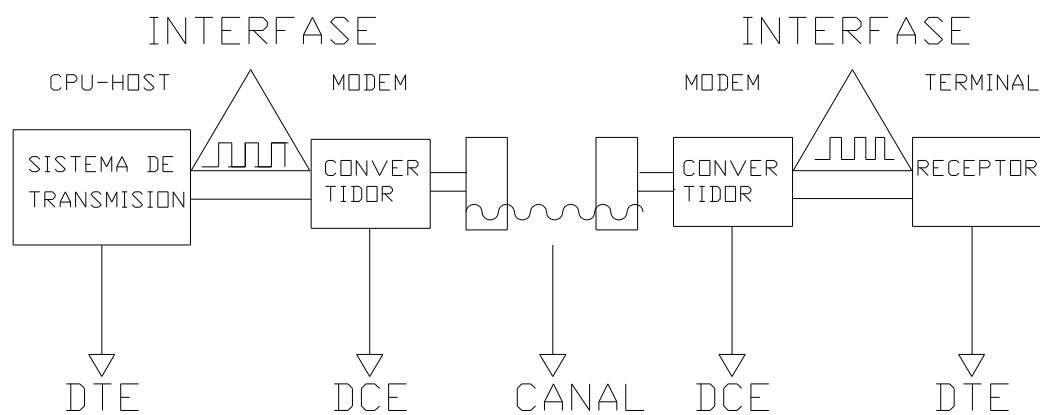 INTERFASE INTERFASE
CPU-HOST MODEM MODEM TERMINAL
SISTEMA DE
TRANSMISION
CONVER
TIDOR
CONVER
TIDOR
RECEPTOR
DTE DCE CANAL DCE DTE